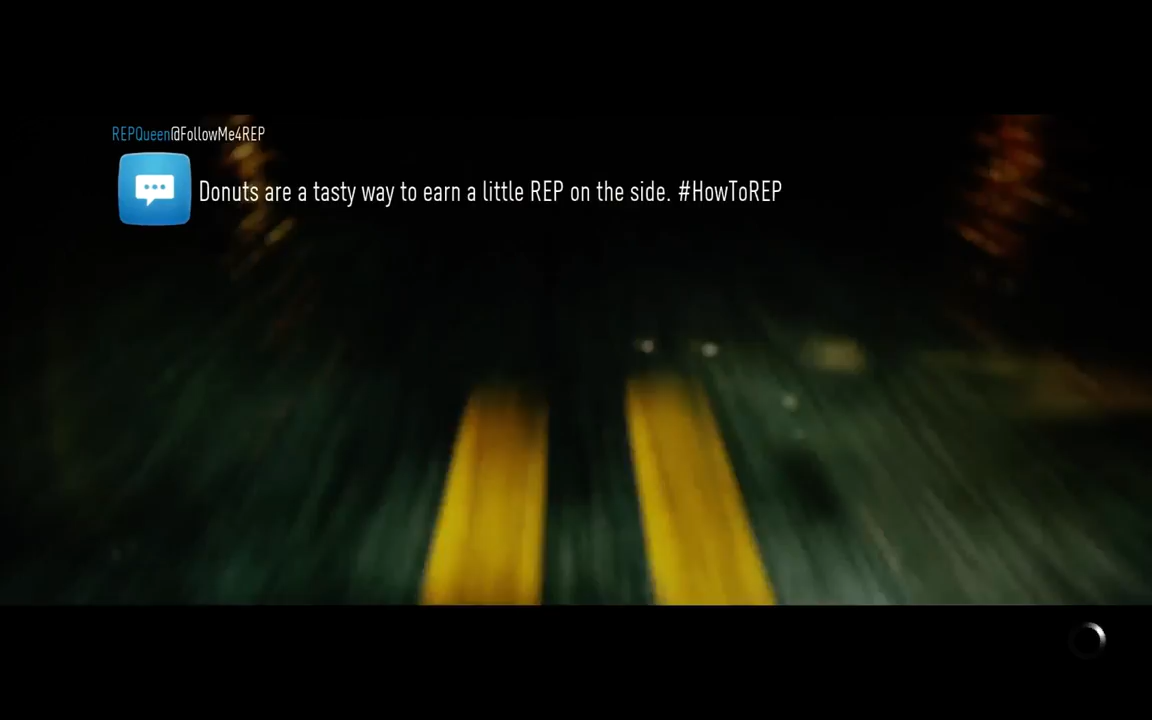 REPQueen@FollowMe4REP
Donuts are a tasty way to earn a little REP on the side. #HowToREP